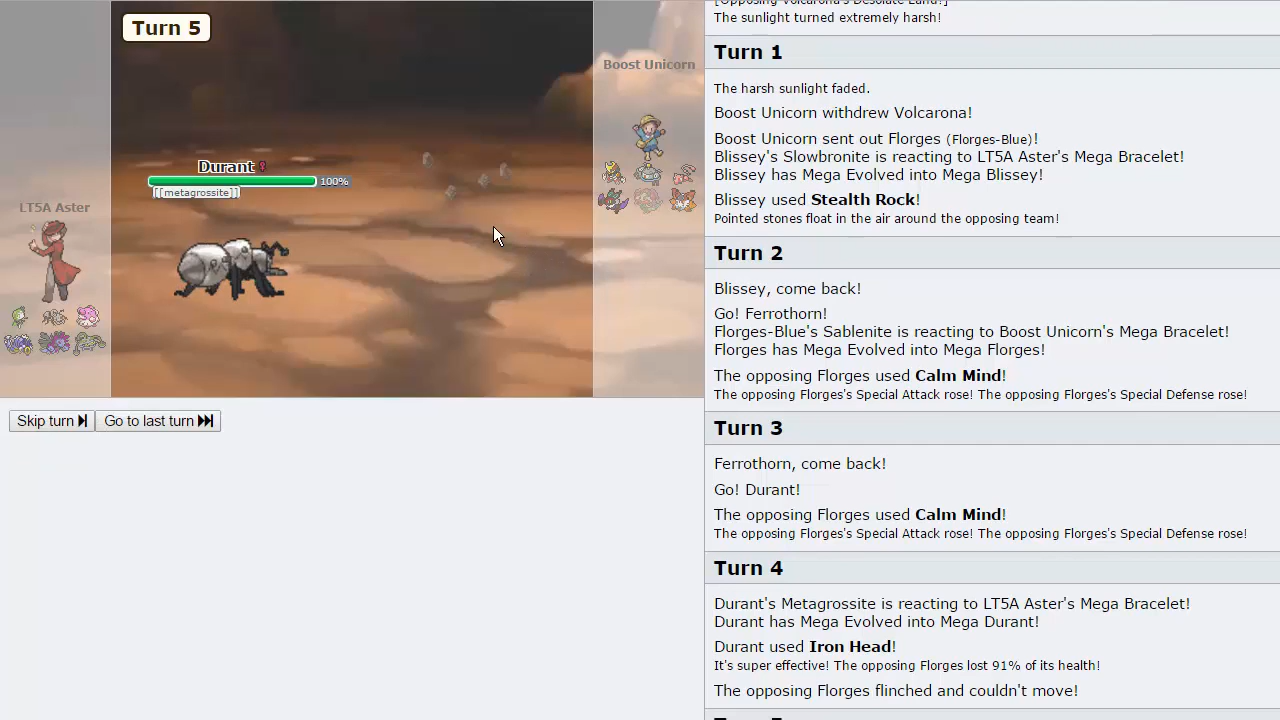 Turn 5
Boost Unicorn
Durant
100%
[[metagrossite]]
LT5A Aster
Skip turn
Go to last turn
The sunlight turned extremely harsh!
Turn 1
The harsh sunlight faded.
Boost Unicorn withdrew Volcarona!
Boost Unicorn sent out Florges (Florges-Blue)!
Blissey's Slowbronite is reacting to LT5A Aster's Mega Bracelet!
Blissey has Mega Evolved into Mega Blissey!
Blissey used Stealth Rock!
Pointed stones float in the air around the opposing team!
Turn 2
Blissey, come back!
Go! Ferrothorn!
Florges-Blue's Sablenite is reacting to Boost Unicorn's Mega Bracelet!
Florges has Mega Evolved into Mega Florges!
The opposing Florges used Calm Mind!
The opposing Florges's Special Attack rose! The opposing Florges's Special Defense rose!
Turn 3
Ferrothorn, come back!
Go! Durant!
The opposing Florges used Calm Mind!
The opposing Florges's Special Attack rose! The opposing Florges's Special Defense rose!
Turn 4
Durant's Metagrossite is reacting to LT5A Aster's Mega Bracelet!
Durant has Mega Evolved into Mega Durant!
Durant used Iron Head!
It's super effective! The opposing Florges lost 91% of its health!
The opposing Florges flinched and couldn't move!